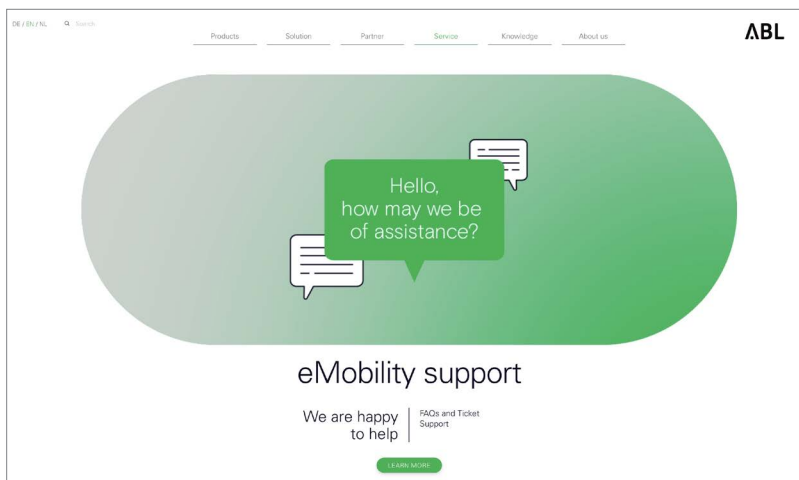 DE / EN / NL
Search
Products
Solution
Partner
Service
Knowledge
About us
ABL
Hello,
how may we be
of assistance?
eMobility support
We are happy
to help
FAQs and Ticket
Support
LEARN MORE